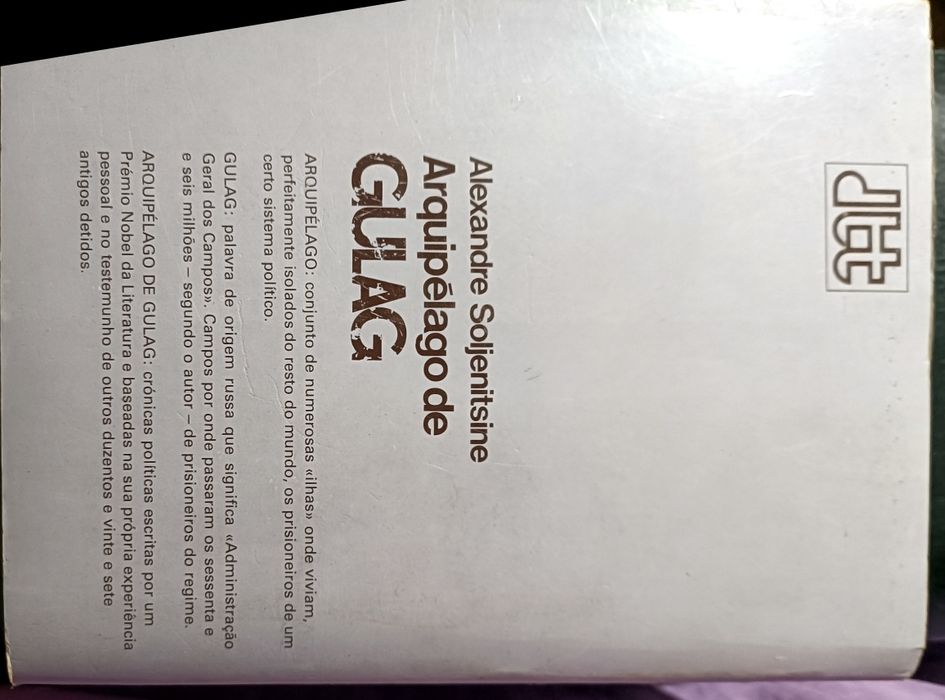 Alexandre Soljenitsine
Arquipélago de
GULAG
ARQUIPÉLAGO: conjunto de numerosas «ilhas» onde viviam,
perfeitamente isolados do resto do mundo, os prisioneiros de um
certo sistema político.
GULAG: palavra de origem russa que significa «Administração
Geral dos Campos». Campos por onde passaram os sessenta e
e seis milhões – segundo o autor – de prisioneiros do regime.
ARQUIPÉLAGO DE GULAG: crónicas políticas escritas por um
Prémio Nobel da Literatura e baseadas na sua própria experiência
pessoal e no testemunho de outros duzentos e vinte e sete
antigos detidos.